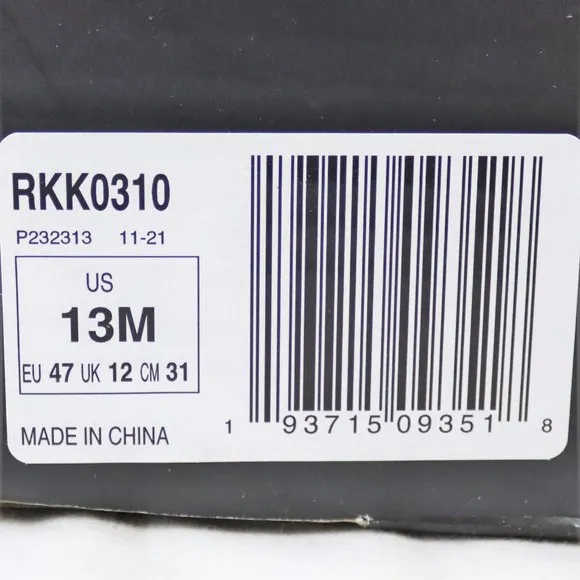 RKK0310
P232313 11-21
US
13M
EU 47 UK 12 CM 31
MADE IN CHINA
1 93715 09351 8